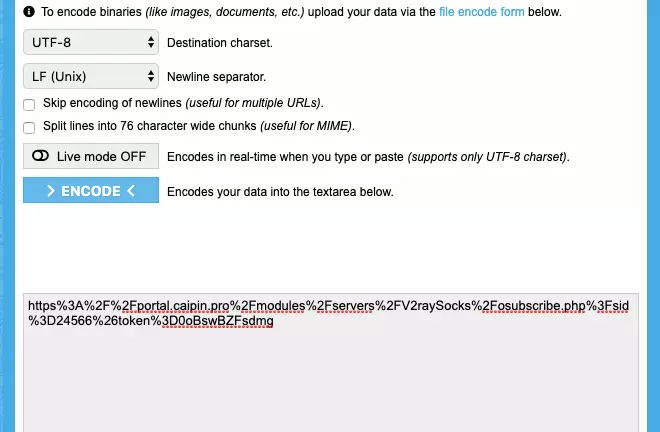 To encode binaries (like images, documents, etc.) upload your data via the file encode form below.
UTF-8 Destination charset.
LF (Unix) Newline separator.
Skip encoding of newlines (useful for multiple URLs).
Split lines into 76 character wide chunks (useful for MIME).
Live mode OFF Encodes in real-time when you type or paste (supports only UTF-8 charset).
> ENCODE < Encodes your data into the textarea below.
https%3A%2F%2Fportal.caipin.pro%2Fmodules%2Fservers%2FV2raySocks%2Fosubscribe.php%3Fsid
%3D24566%26token%3D0oBswBZFsdmg